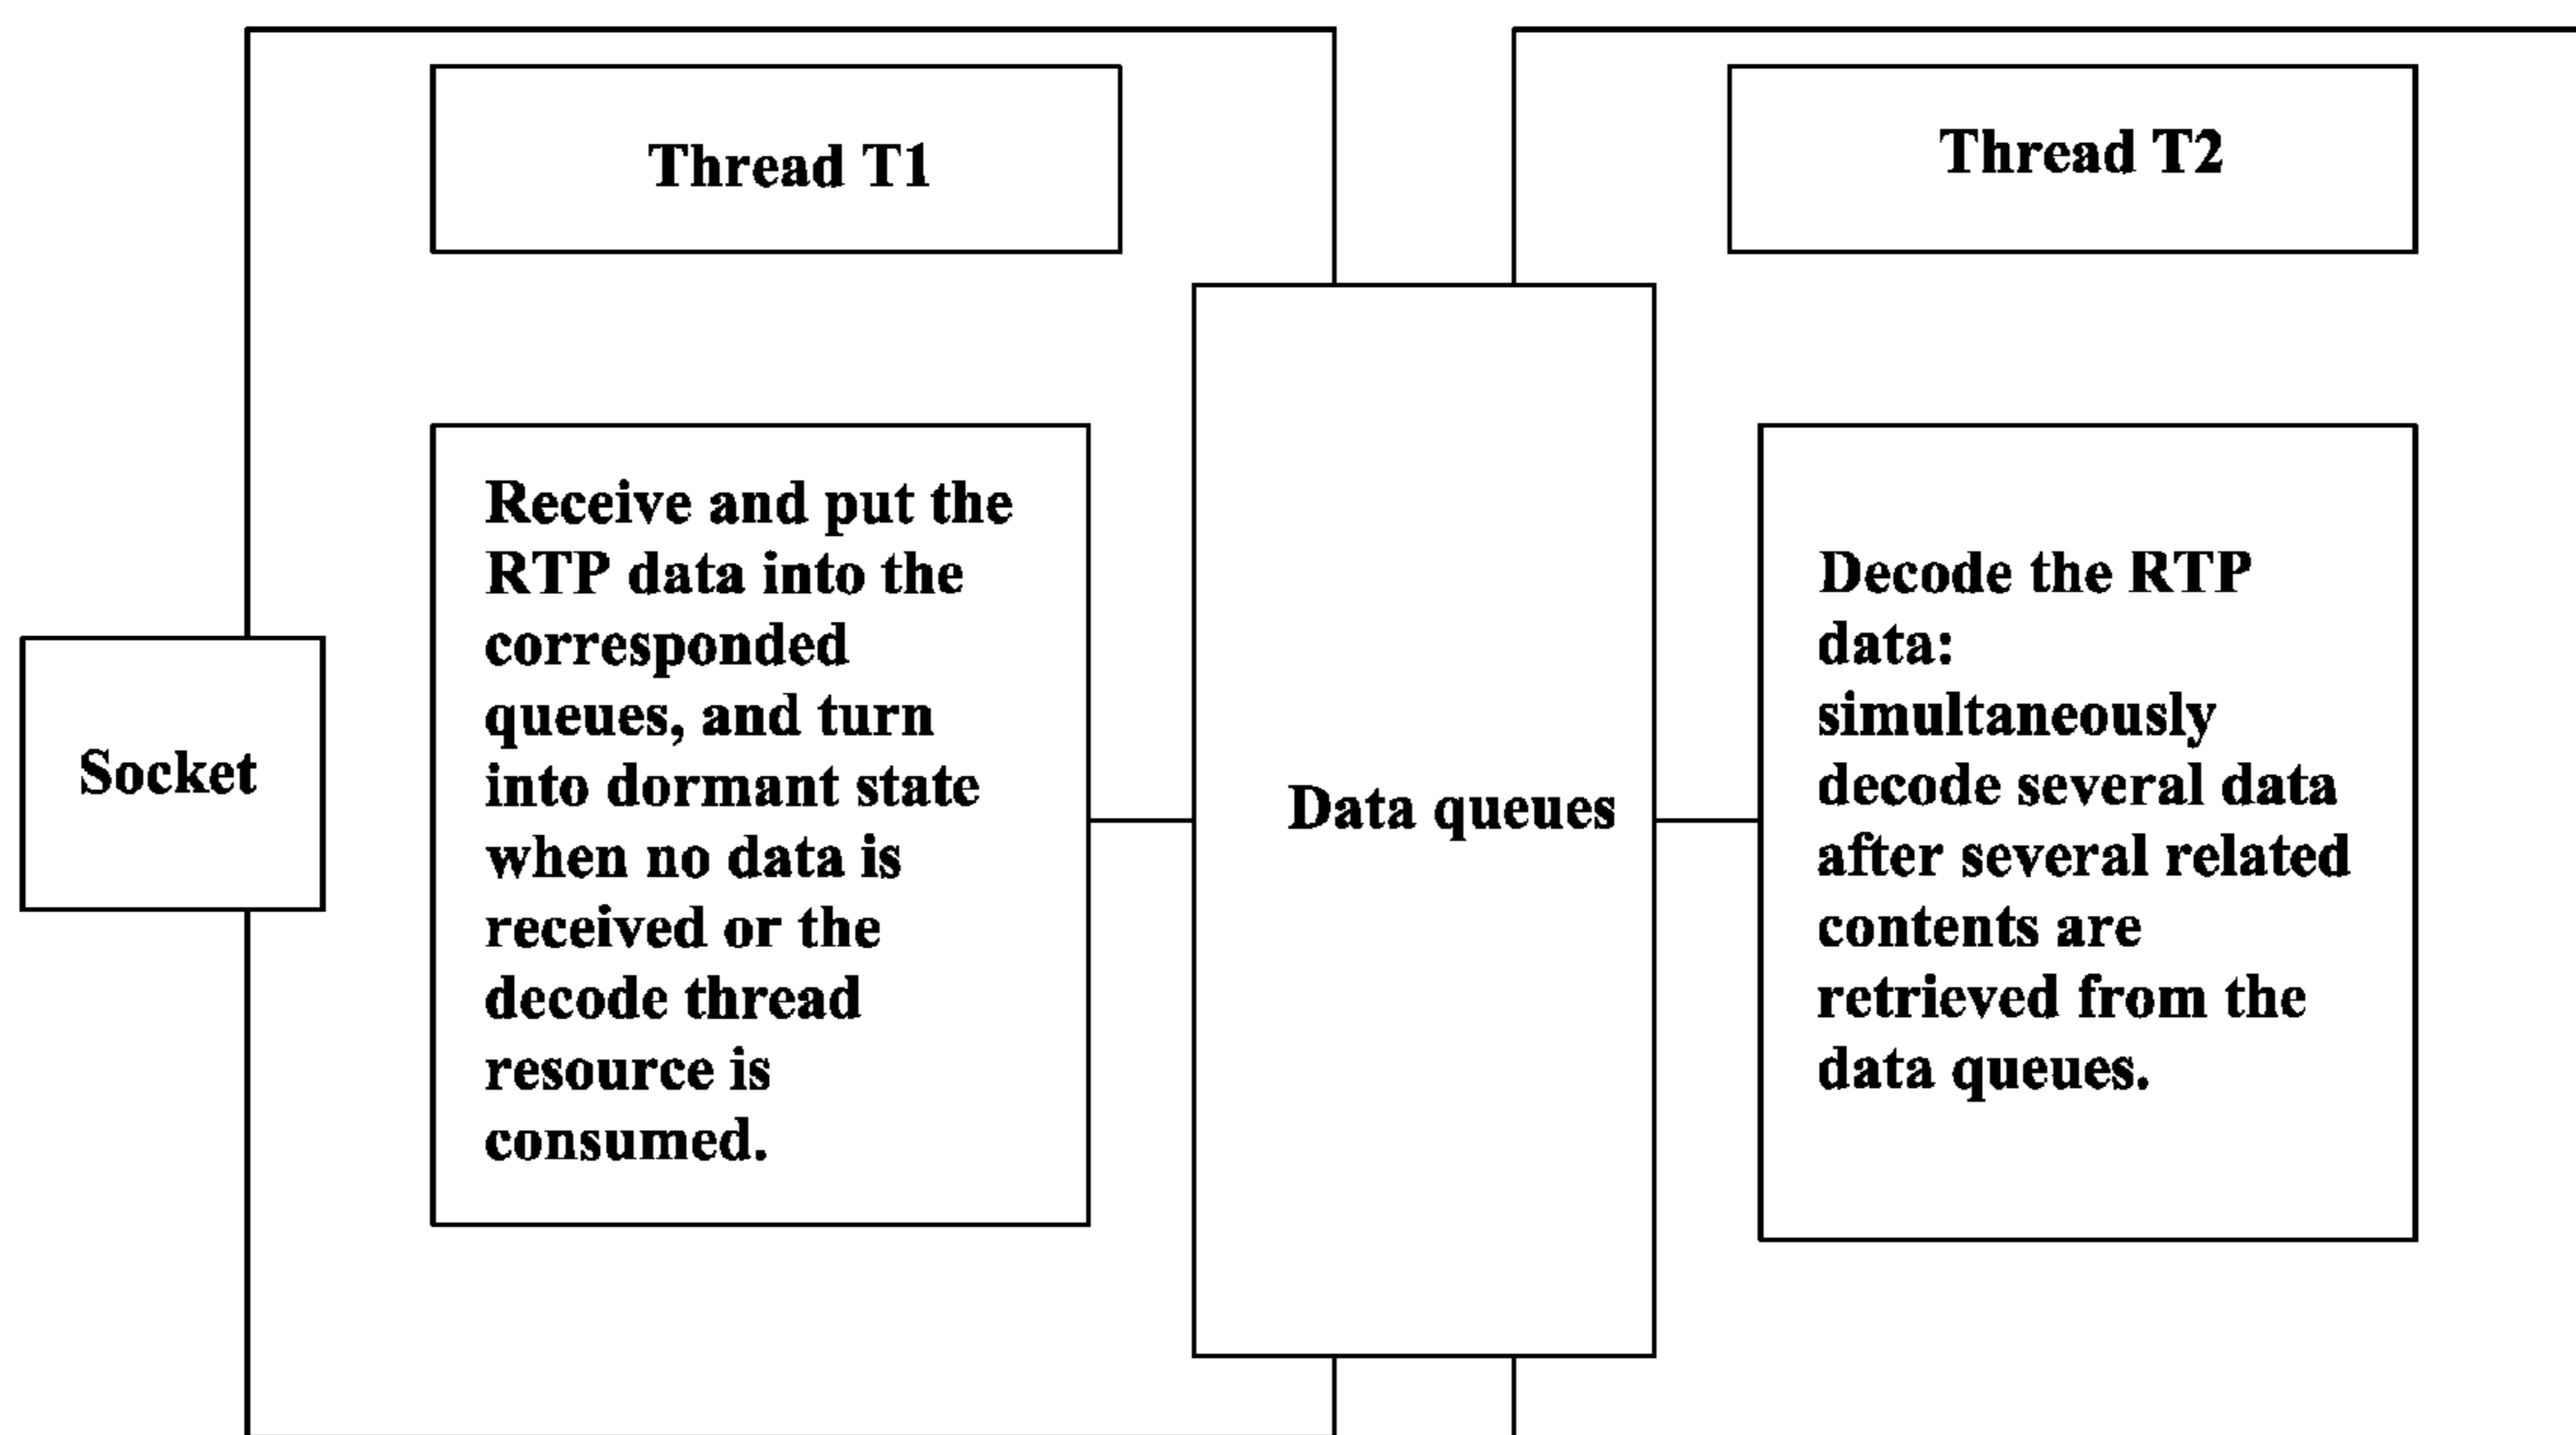 Thread T1
Thread T2
Socket
Receive and put the
RTP data into the
corresponded
queues, and turn
into dormant state
when no data is
received or the
decode thread
resource is
consumed.
Data queues
Decode the RTP
data:
simultaneously
decode several data
after several related
contents are
retrieved from the
data queues.